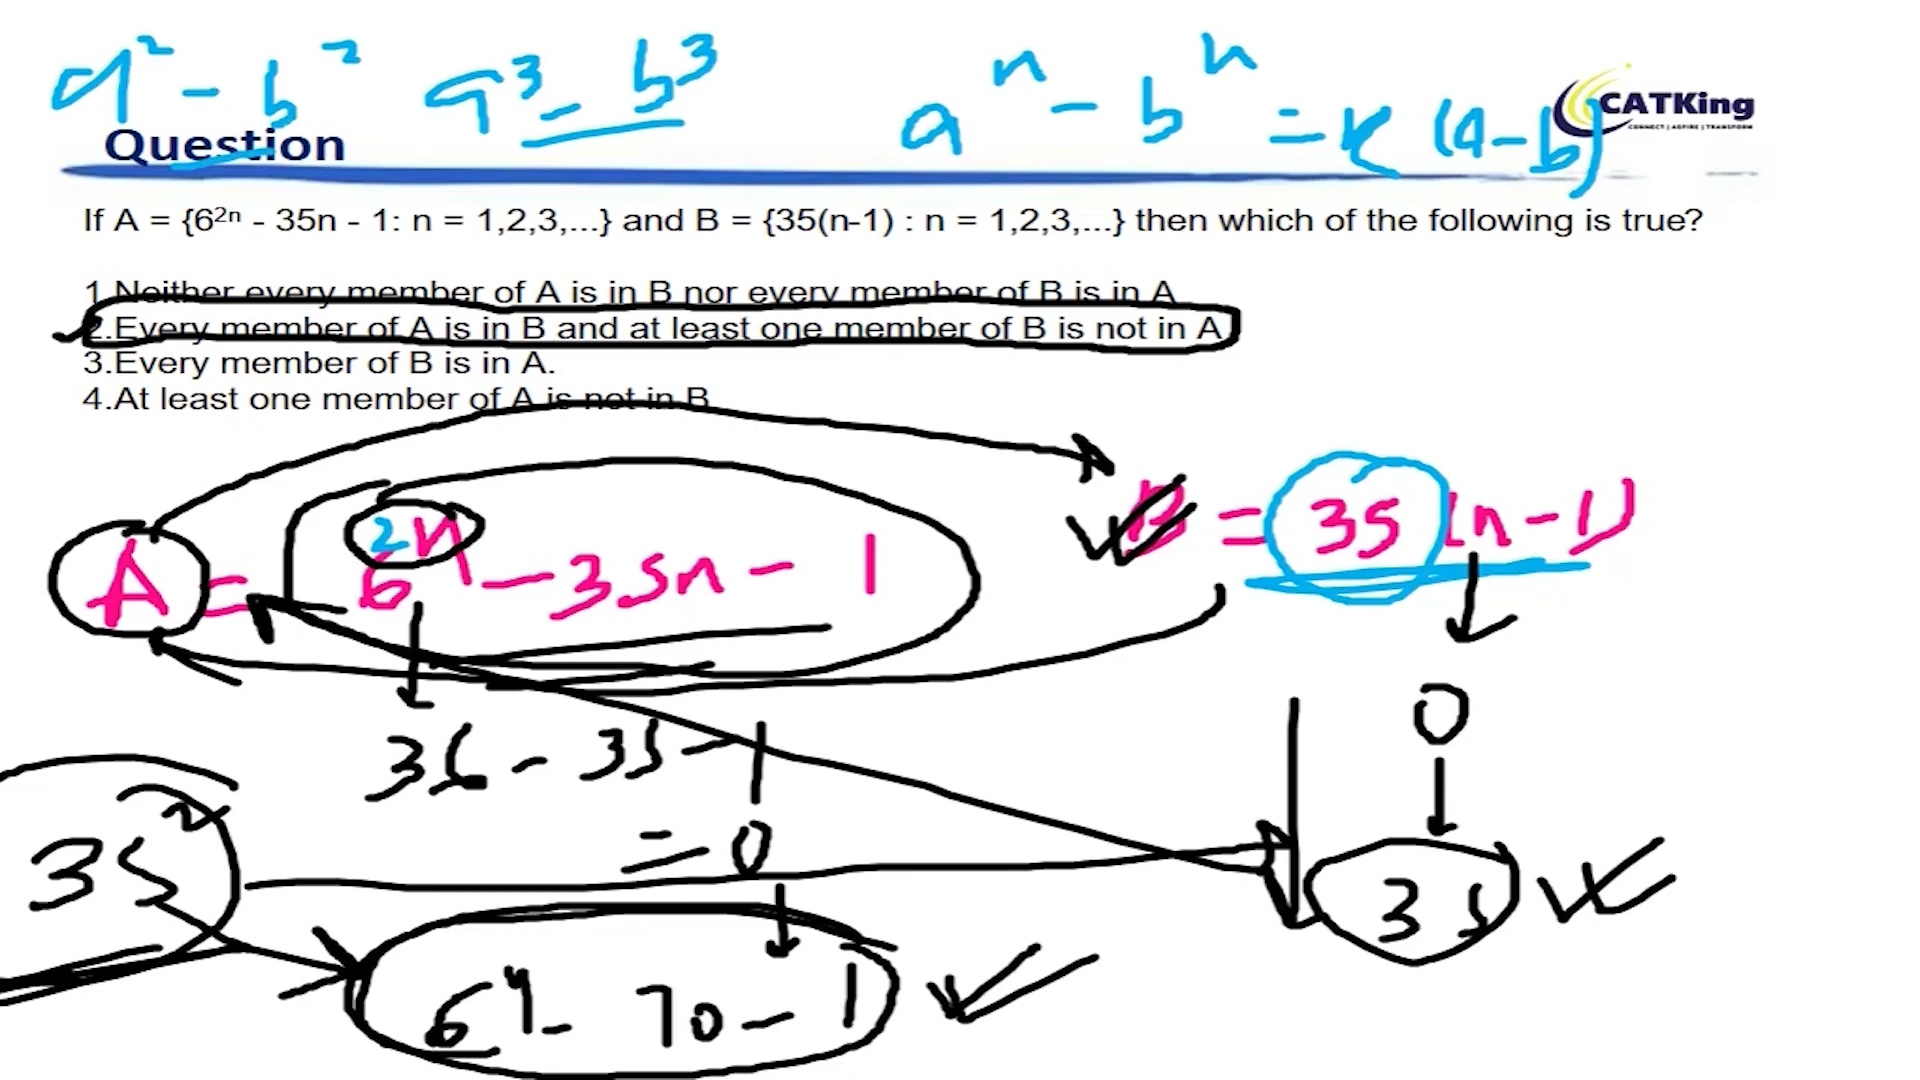 a² - b² a³ - b³ aⁿ - bⁿ = k (a-b)
CATKing
CONNECT | ASPIRE | TRANSFORM
Question
If A = {6²ⁿ - 35n - 1: n = 1,2,3,...} and B = {35(n-1) : n = 1,2,3,...} then which of the following is true?
1.Neither every member of A is in B nor every member of B is in A
2.Every member of A is in B and at least one member of B is not in A
3.Every member of B is in A.
4.At least one member of A is not in B.
A = 6²ⁿ - 35n - 1 B = 35 (n-1)
36 - 35 - 1 0
= 0
35² 35
6⁴ - 70 - 1